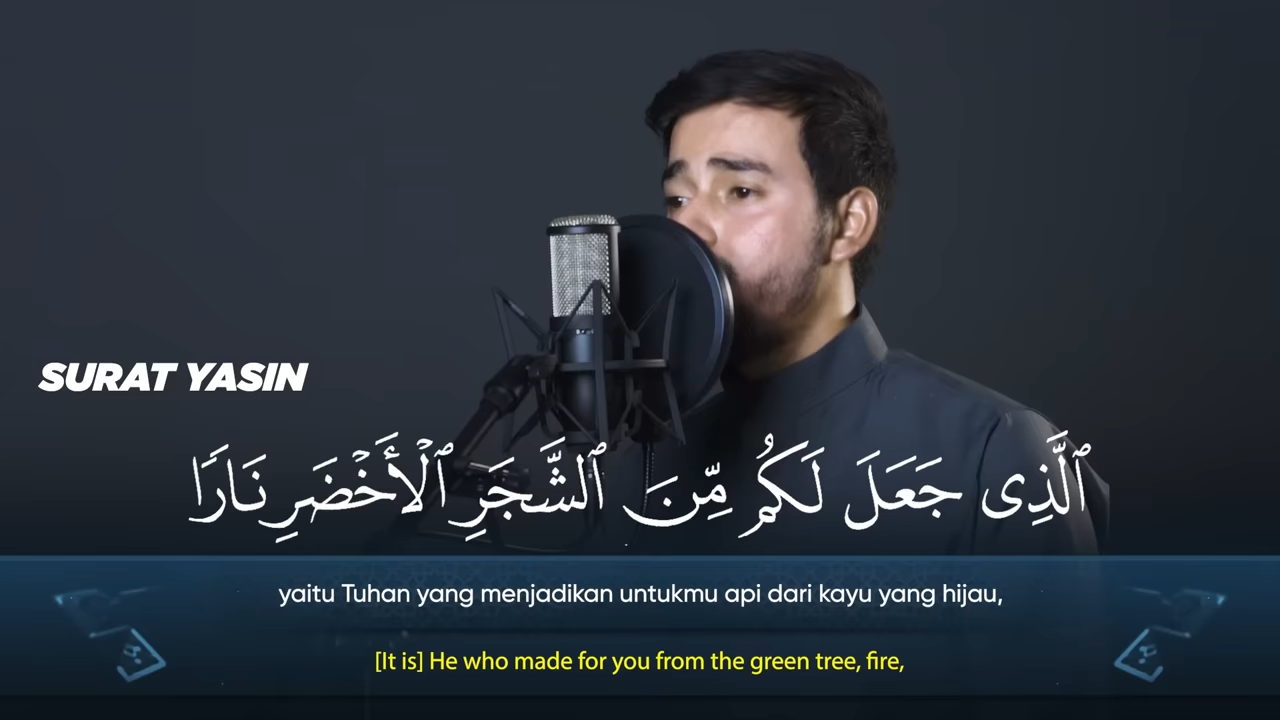 SURAT YASIN
ٱلَّذِى جَعَلَ لَكُم مِّنَ ٱلشَّجَرِ ٱلْأَخْضَرِ نَارًا
yaitu Tuhan yang menjadikan untukmu api dari kayu yang hijau,
[It is] He who made for you from the green tree, fire,